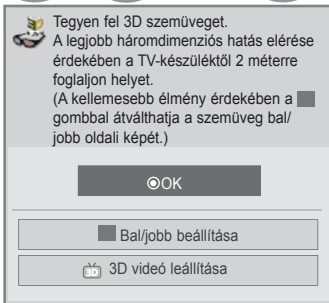 Tegyen fel 3D szemüveget.
A legjobb háromdimenziós hatás elérése
érdekében a TV-készüléktől 2 méterre
foglaljon helyet.
(A kellemesebb élmény érdekében a
gombbal átválthatja a szemüveg bal/
jobb oldali képét.)
OK
Bal/jobb beállítása
3D 3D videó leállítása